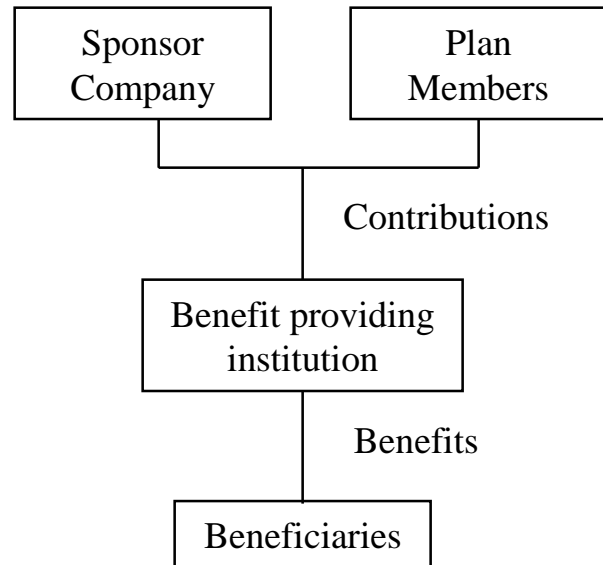 Sponsor
Company
Plan
Members
Contributions
Benefit providing
institution
Benefits
Beneficiaries